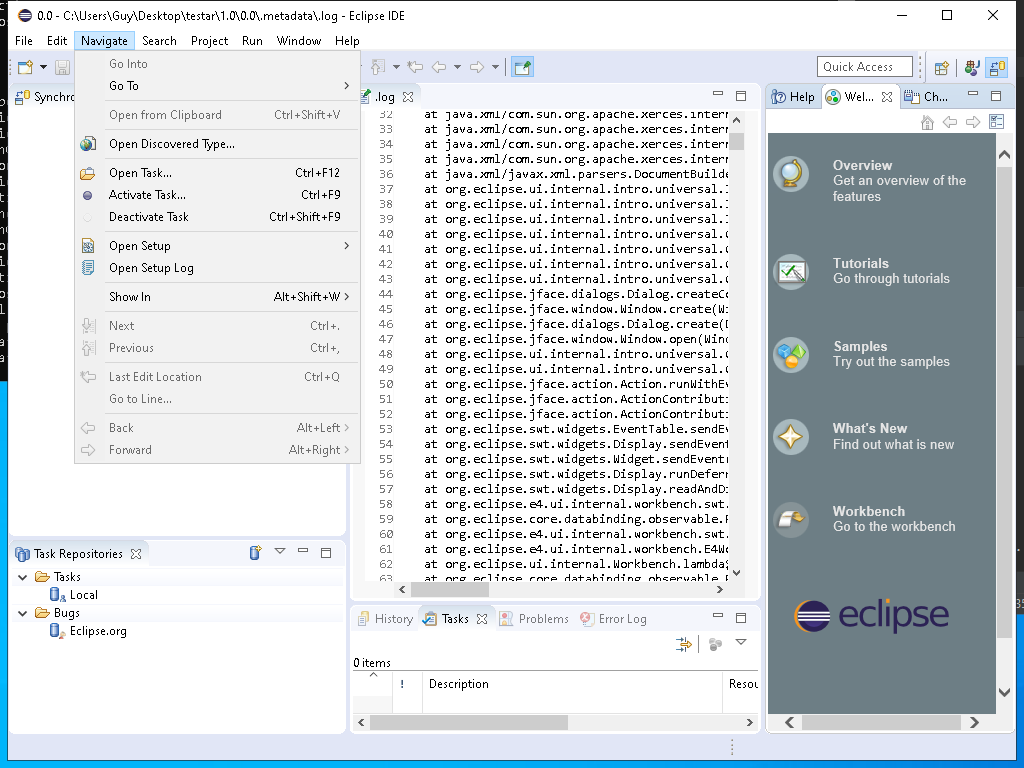 0.0 - C:\Users\Guy\Desktop\testar\1.0\0.0\.metadata\.log - Eclipse IDE
File Edit Navigate Search Project Run Window Help
Quick Access
Go Into
Go To
Open from Clipboard Ctrl+Shift+V
Open Discovered Type...
Open Task... Ctrl+F12
Activate Task... Ctrl+F9
Deactivate Task Ctrl+Shift+F9
Open Setup
Open Setup Log
Show In Alt+Shift+W
Next Ctrl+.
Previous Ctrl+,
Last Edit Location Ctrl+Q
Go to Line...
Back Alt+Left
Forward Alt+Right
Synchro
.log
32 at java.xml/com.sun.org.apache.xerces.intern
33 at java.xml/com.sun.org.apache.xerces.intern
34 at java.xml/com.sun.org.apache.xerces.intern
35 at java.xml/com.sun.org.apache.xerces.intern
36 at java.xml/javax.xml.parsers.DocumentBuilde
37 at org.eclipse.ui.internal.intro.universal.
38 at org.eclipse.ui.internal.intro.universal.
39 at org.eclipse.ui.internal.intro.universal.
40 at org.eclipse.ui.internal.intro.universal.
41 at org.eclipse.ui.internal.intro.universal.
42 at org.eclipse.ui.internal.intro.universal.
43 at org.eclipse.ui.internal.intro.universal.
44 at org.eclipse.jface.dialogs.Dialog.createCo
45 at org.eclipse.jface.window.Window.create(Wi
46 at org.eclipse.jface.dialogs.Dialog.create(D
47 at org.eclipse.jface.window.Window.open(Wind
48 at org.eclipse.ui.internal.intro.universal.
49 at org.eclipse.ui.internal.intro.universal.
50 at org.eclipse.jface.action.Action.runWithEv
51 at org.eclipse.jface.action.ActionContributi
52 at org.eclipse.jface.action.ActionContributi
53 at org.eclipse.swt.widgets.EventTable.sendEv
54 at org.eclipse.swt.widgets.Display.sendEvent
55 at org.eclipse.swt.widgets.Widget.sendEvent
56 at org.eclipse.swt.widgets.Display.runDeferr
57 at org.eclipse.swt.widgets.Display.readAndDi
58 at org.eclipse.e4.ui.internal.workbench.swt.
59 at org.eclipse.core.databinding.observable.R
60 at org.eclipse.e4.ui.internal.workbench.swt.
61 at org.eclipse.e4.ui.internal.workbench.E4Wo
62 at org.eclipse.ui.internal.Workbench.lambda$
63 at org.eclipse.core.databinding.observable.R
Help Wel... Ch...
Overview
Get an overview of the
features
Tutorials
Go through tutorials
Samples
Try out the samples
What's New
Find out what is new
Workbench
Go to the workbench
eclipse
Task Repositories
Tasks
Local
Bugs
Eclipse.org
History Tasks Problems Error Log
0 items
! Description Resou